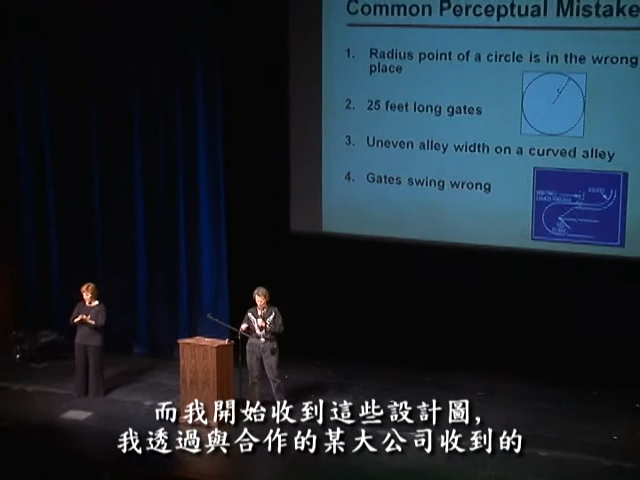 Common Perceptual Mistake
1. Radius point of a circle is in the wrong
place
2. 25 feet long gates
3. Uneven alley width on a curved alley
4. Gates swing wrong
而我開始收到這些設計圖,
我透過與合作的某大公司收到的